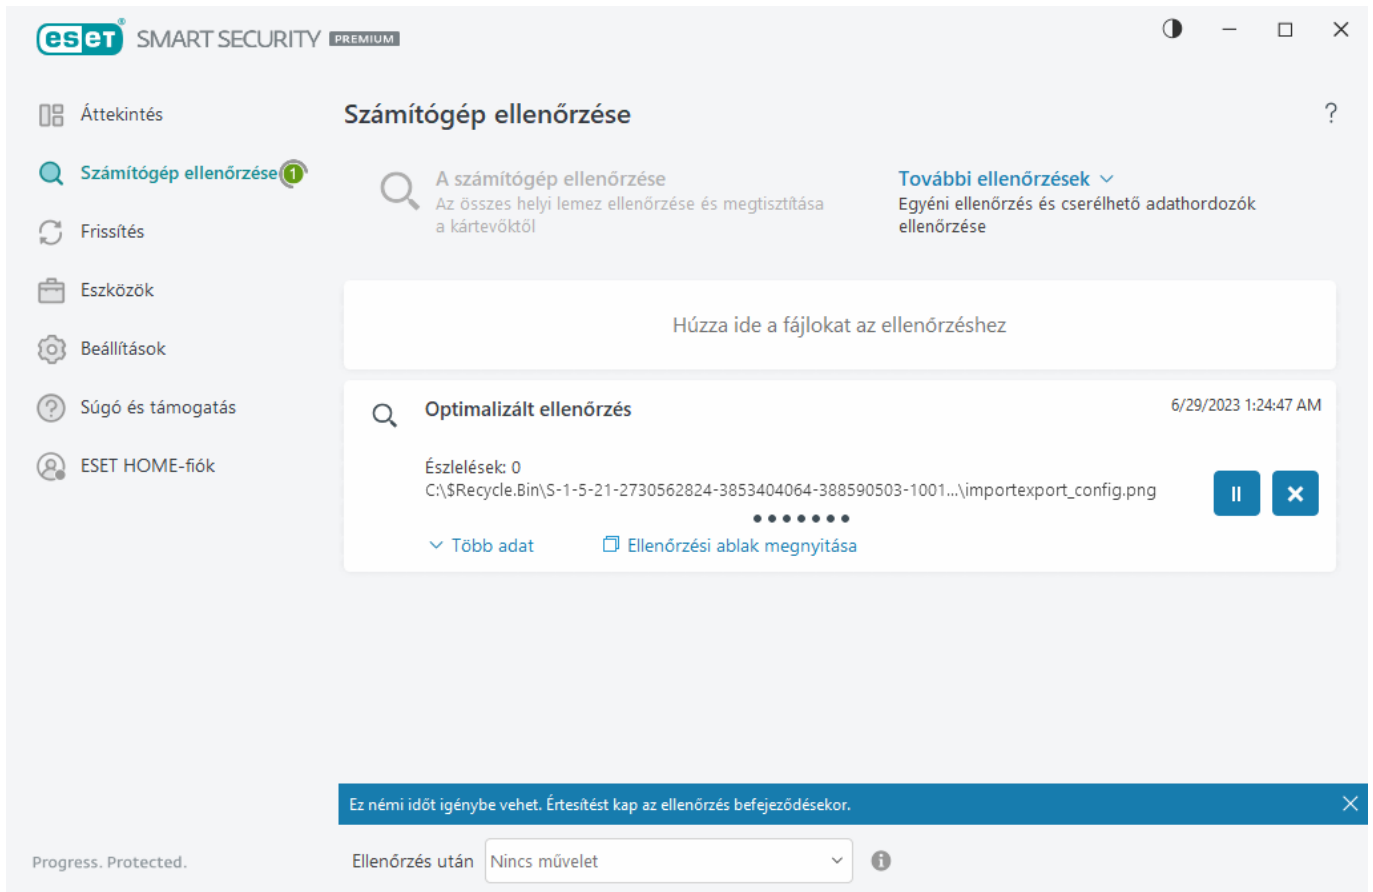 eset® SMART SECURITY PREMIUM
Áttekintés
Számítógép ellenőrzése 1
Frissítés
Eszközök
Beállítások
Súgó és támogatás
ESET HOME-fiók
Progress. Protected.
Számítógép ellenőrzése
?
A számítógép ellenőrzése
Az összes helyi lemez ellenőrzése és megtisztítása
a kártevőktől
További ellenőrzések
Egyéni ellenőrzés és cserélhető adathordozók
ellenőrzése
Húzza ide a fájlokat az ellenőrzéshez
Optimalizált ellenőrzés
6/29/2023 1:24:47 AM
Észlelések: 0
C:\$Recycle.Bin\S-1-5-21-2730562824-3853404064-388590503-1001...\importexport_config.png
Több adat
Ellenőrzési ablak megnyitása
Ez némi időt igénybe vehet. Értesítést kap az ellenőrzés befejeződésekor.
Ellenőrzés után Nincs művelet